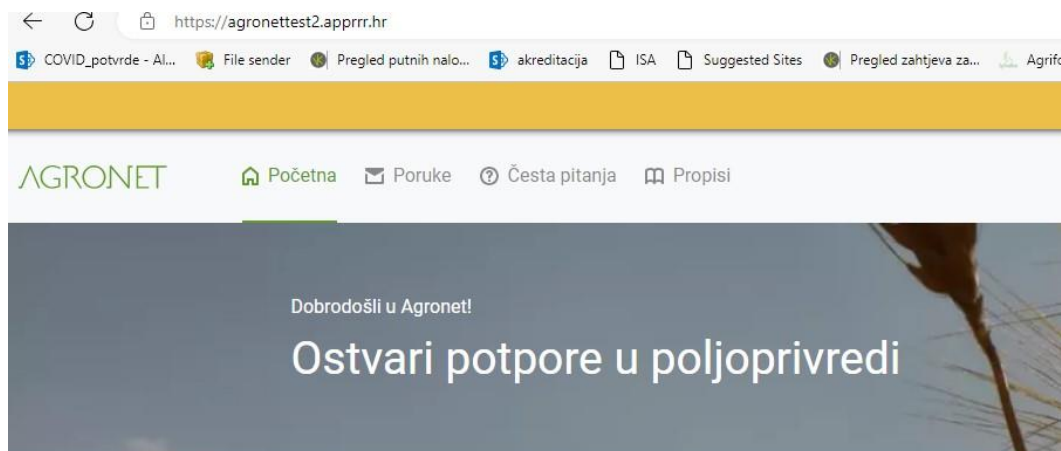 https://agronettest2.apprrr.hr
COVID_potvrde - Al... File sender Pregled putnih nalo... akreditacija ISA Suggested Sites Pregled zahtjeva za... Agrifo
AGRONET Početna Poruke Česta pitanja Propisi
Dobrodošli u Agronet!
Ostvari potpore u poljoprivredi